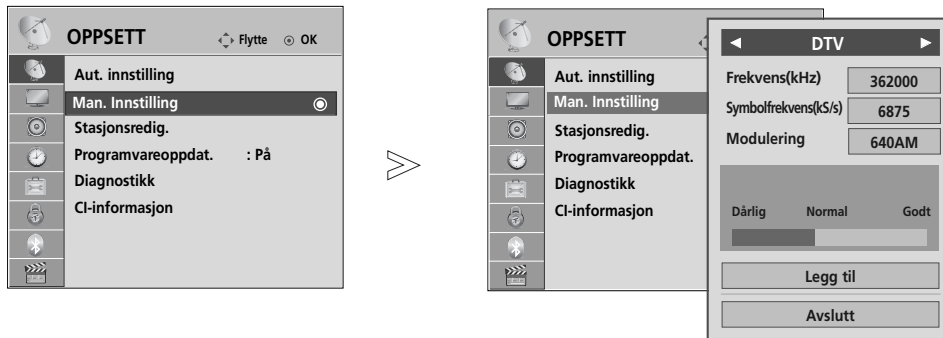 OPPSETT Flytte OK
Aut. innstilling
Man. Innstilling
Stasjonsredig.
Programvareoppdat. : På
Diagnostikk
CI-informasjon
OPPSETT
Aut. innstilling
Man. Innstilling
Stasjonsredig.
Programvareoppdat.
Diagnostikk
CI-informasjon
DTV
Frekvens(kHz) 362000
Symbolfrekvens(kS/s) 6875
Modulering 640AM
Dårlig Normal Godt
Legg til
Avslutt